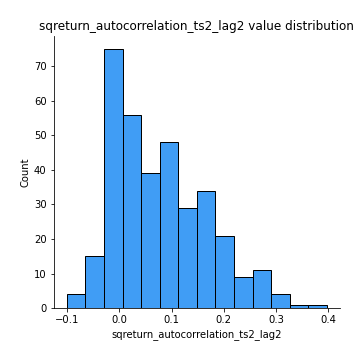 sqreturn_autocorrelation_ts2_lag2 value distribution
70
60
50
40
30
20
10
0
Count
−0.1 0.0 0.1 0.2 0.3 0.4
sqreturn_autocorrelation_ts2_lag2